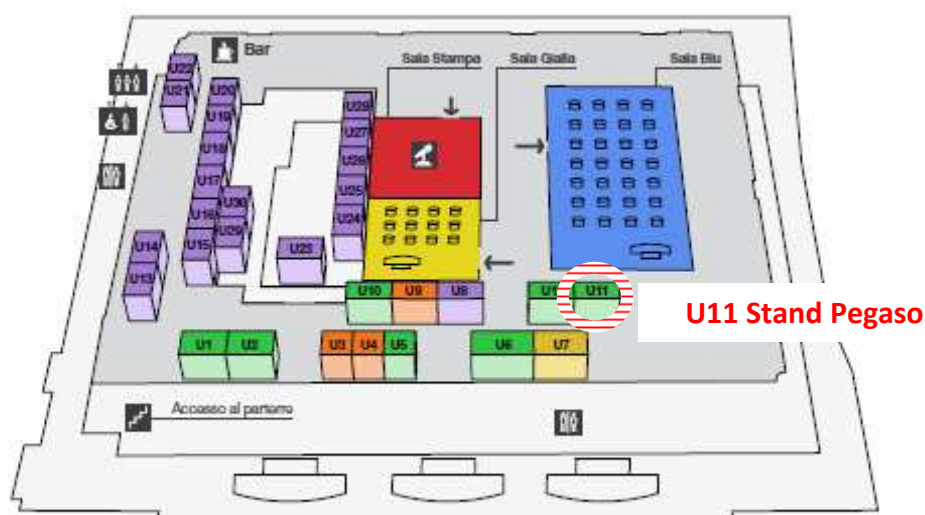 Bar
Sala Stampa
Sala Gialla
Sala Blu
U22
U21
U20
U19
U18
U17
U16
U15
U30
U29
U28
U27
U26
U25
U24
U23
U14
U13
U10
U9
U8
U11
U11 Stand Pegaso
U1
U2
U3
U4
U5
U6
U7
Accesso al parterre